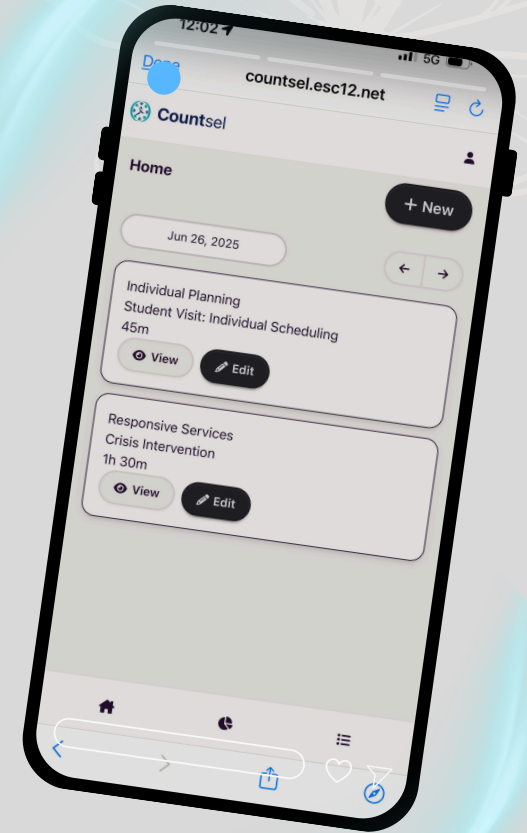 12:02
5G
Done
countsel.esc12.net
Countsel
Home
+ New
Jun 26, 2025
Individual Planning
Student Visit: Individual Scheduling
45m
View
Edit
Responsive Services
Crisis Intervention
1h 30m
View
Edit